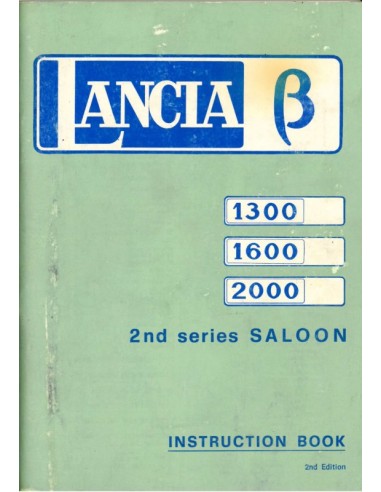 LANCIA β
1300
1600
2000
2nd series SALOON
INSTRUCTION BOOK
2nd Edition